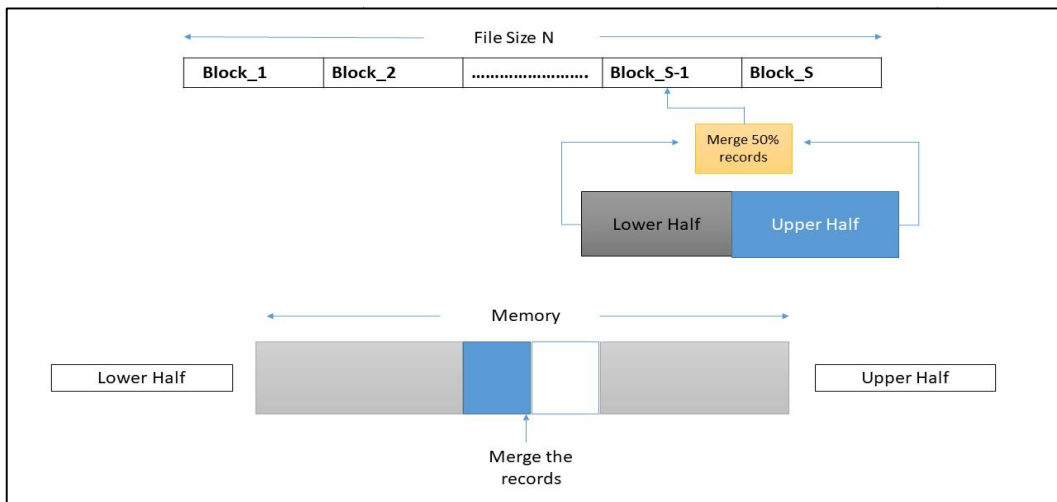 File Size N
Block_1 Block_2 ........................ Block_S-1 Block_S
Merge 50%
records
Lower Half Upper Half
Memory
Lower Half Upper Half
Merge the
records